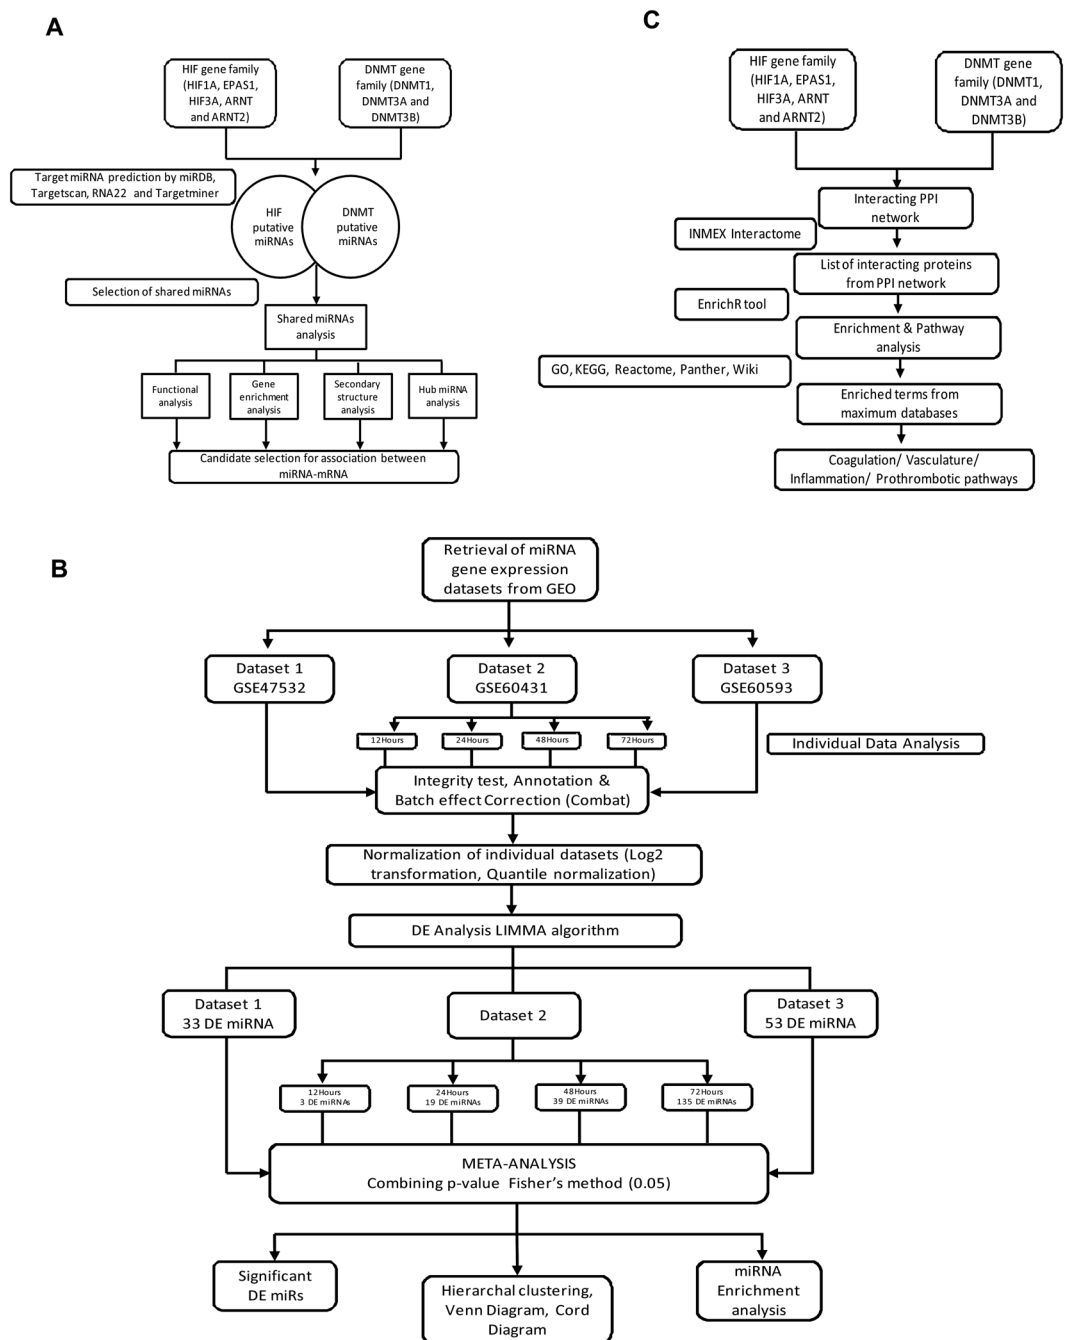 A
HIF gene family
(HIF1A, EPAS1,
HIF3A, ARNT
and ARNT2)
DNMT gene
family (DNMT1,
DNMT3A and
DNMT3B)
Target miRNA prediction by miRDB,
Targetscan, RNA22 and Targetminer
HIF
putative
miRNAs
DNMT
putative
miRNAs
Selection of shared miRNAs
Shared miRNAs
analysis
Functional
analysis
Gene
enrichment
analysis
Secondary
structure
analysis
Hub miRNA
analysis
Candidate selection for association between
miRNA-mRNA
C
HIF gene family
(HIF1A, EPAS1,
HIF3A, ARNT
and ARNT2)
DNMT gene
family (DNMT1,
DNMT3A and
DNMT3B)
Interacting PPI
network
INMEX Interactome
List of interacting proteins
from PPI network
EnrichR tool
Enrichment & Pathway
analysis
GO, KEGG, Reactome, Panther, Wiki
Enriched terms from
maximum databases
Coagulation/ Vasculature/
Inflammation/ Prothrombotic pathways
B
Retrieval of miRNA
gene expression
datasets from GEO
Dataset 1
GSE47532
Dataset 2
GSE60431
Dataset 3
GSE60593
12Hours
24Hours
48Hours
72Hours
Individual Data Analysis
Integrity test, Annotation &
Batch effect Correction (Combat)
Normalization of individual datasets (Log2
transformation, Quantile normalization)
DE Analysis LIMMA algorithm
Dataset 1
33 DE miRNA
Dataset 2
Dataset 3
53 DE miRNA
12Hours
3 DE miRNAs
24Hours
19 DE miRNAs
48Hours
39 DE miRNAs
72Hours
135 DE miRNAs
META-ANALYSIS
Combining p-value Fisher's method (0.05)
Significant
DE miRs
Hierarchal clustering,
Venn Diagram, Cord
Diagram
miRNA
Enrichment
analysis